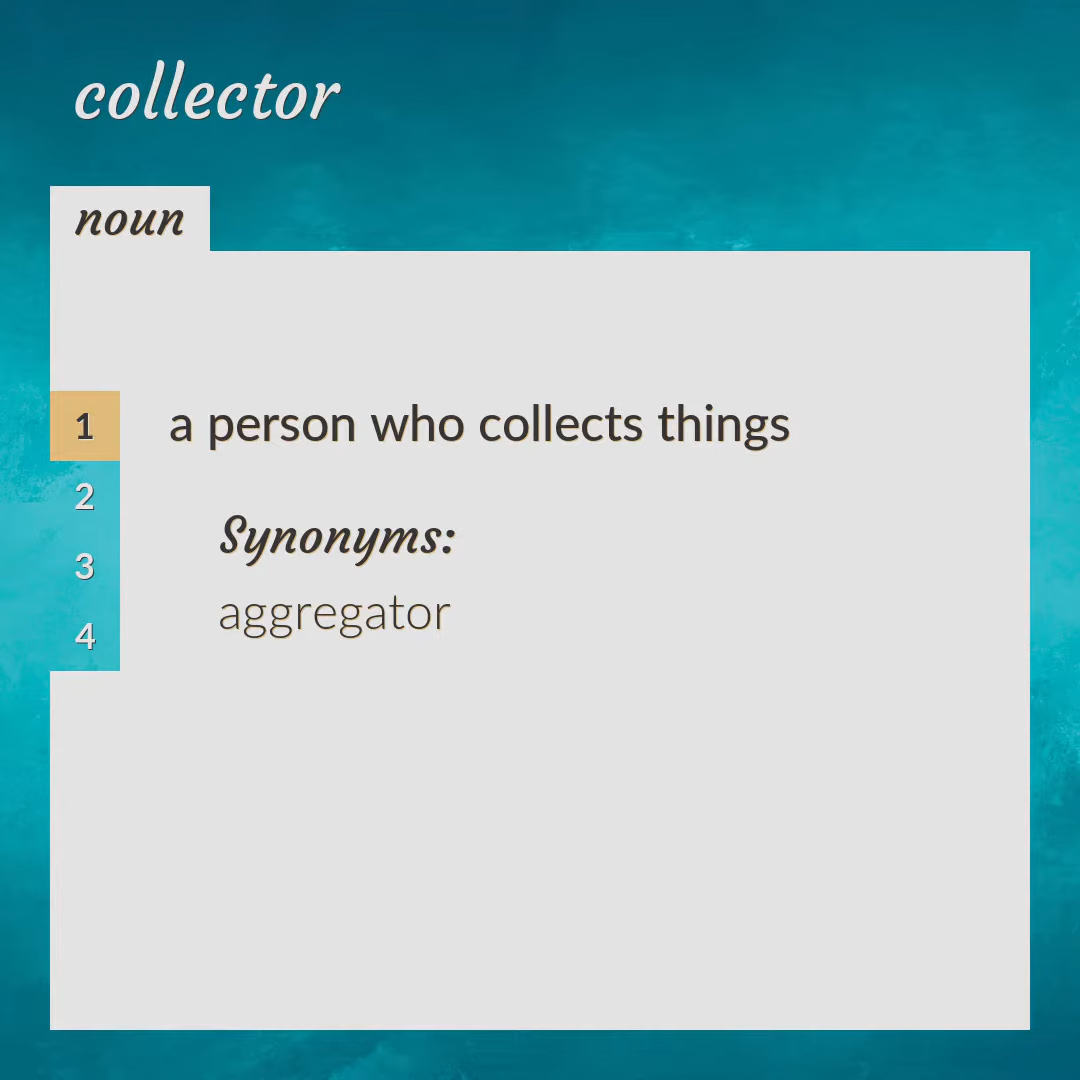 collector
noun
1 a person who collects things
2
Synonyms:
3
aggregator
4